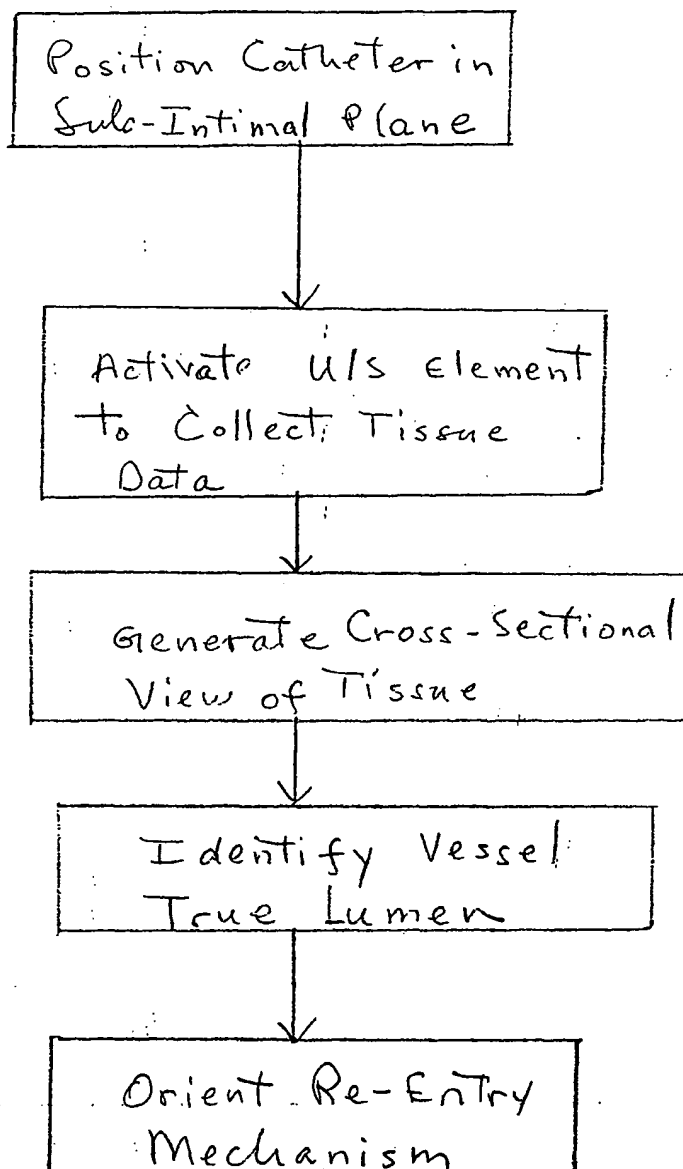 Position Catheter in
Sub-Intimal Plane
Activate U/S Element
to Collect Tissue
Data
Generate Cross-Sectional
View of Tissue
Identify Vessel
True Lumen
Orient Re-Entry
Mechanism